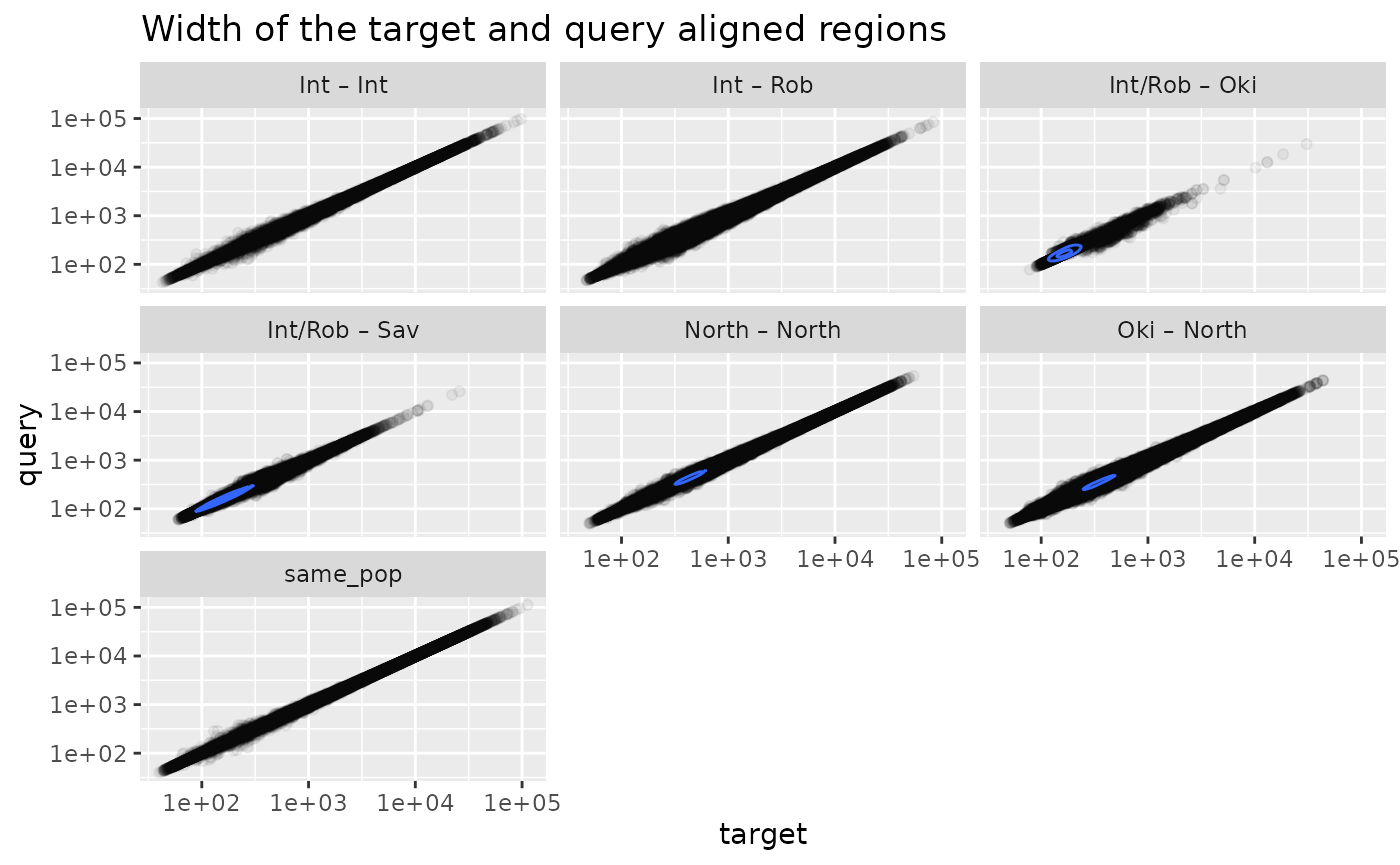 Width of the target and query aligned regions
Int – Int
Int – Rob
Int/Rob – Oki
1e+05
1e+04
1e+03
1e+02
Int/Rob – Sav
North – North
Oki – North
1e+05
1e+04
1e+03
1e+02
query
1e+02 1e+03 1e+04 1e+05
1e+02 1e+03 1e+04 1e+05
same_pop
1e+05
1e+04
1e+03
1e+02
1e+02 1e+03 1e+04 1e+05
target